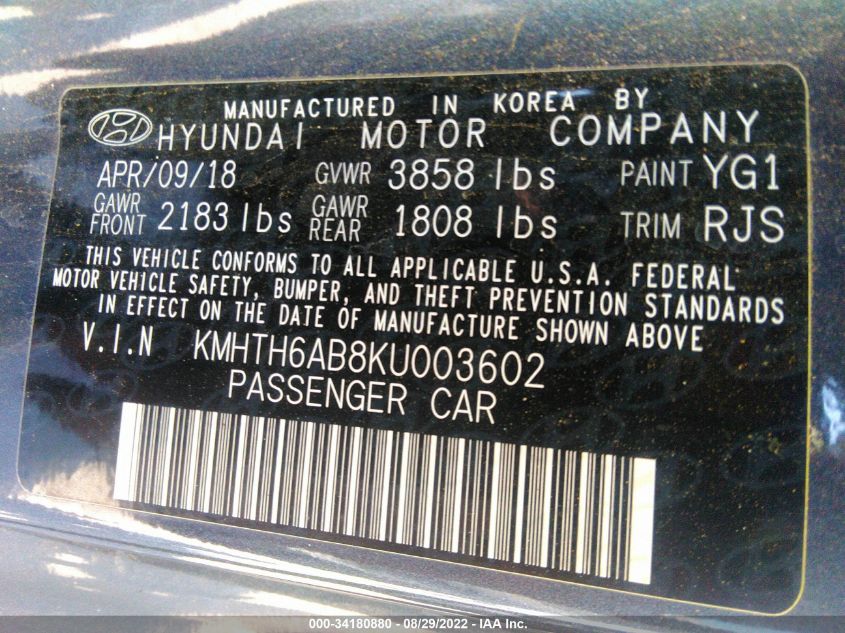 MANUFACTURED IN KOREA BY
HYUNDAI MOTOR COMPANY
APR/09/18 GVWR 3858 lbs PAINT YG1
GAWR FRONT 2183 lbs GAWR REAR 1808 lbs TRIM RJS
THIS VEHICLE CONFORMS TO ALL APPLICABLE U.S.A. FEDERAL
MOTOR VEHICLE SAFETY, BUMPER, AND THEFT PREVENTION STANDARDS
IN EFFECT ON THE DATE OF MANUFACTURE SHOWN ABOVE
V.I.N KMHTH6AB8KU003602
PASSENGER CAR
000-34180880 - 08/29/2022 - IAA Inc.